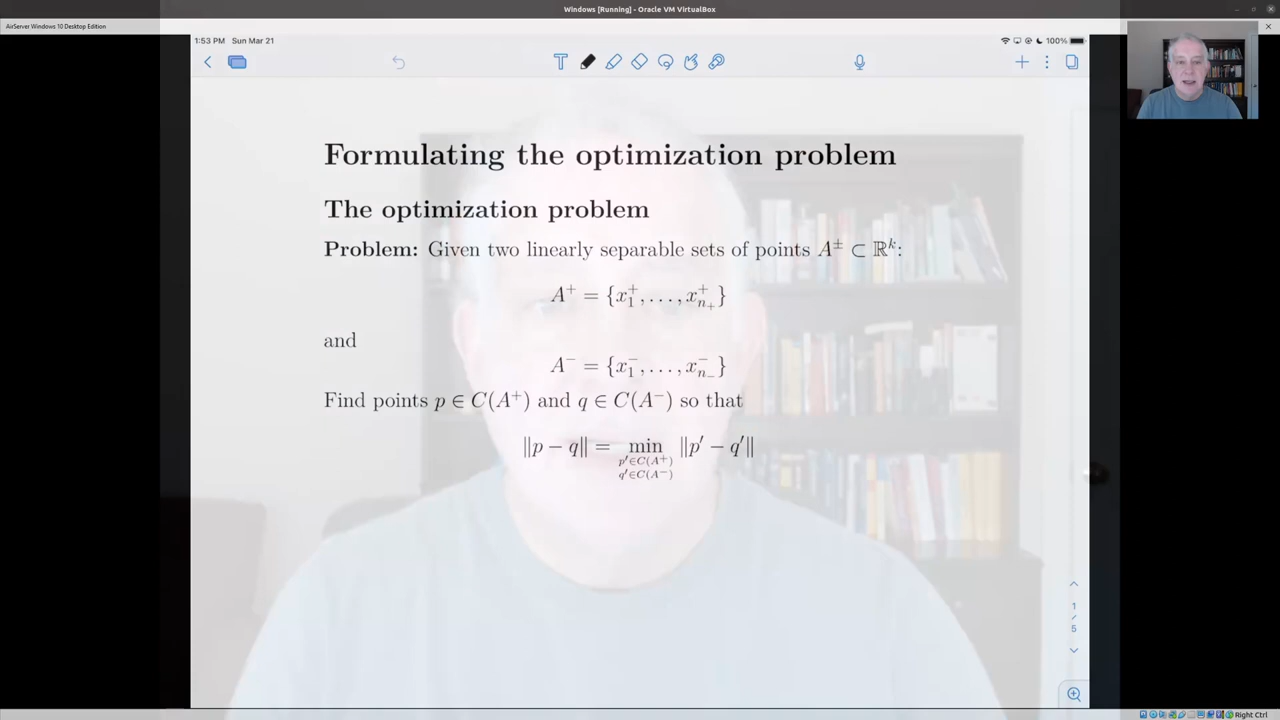 Windows [Running] - Oracle VM VirtualBox
AirServer Windows 10 Desktop Edition
1:53 PM Sun Mar 21
100%
Formulating the optimization problem
The optimization problem
Problem: Given two linearly separable sets of points A^± ⊂ ℝ^k:
A^+ = {x_1^+, . . . , x_{n_+}^+}
and
A^- = {x_1^-, . . . , x_{n_-}^-}
Find points p ∈ C(A^+) and q ∈ C(A^-) so that
‖p − q‖ = min_{p′∈C(A^+) q′∈C(A^-)} ‖p′ − q′‖
1
/
5
Right Ctrl